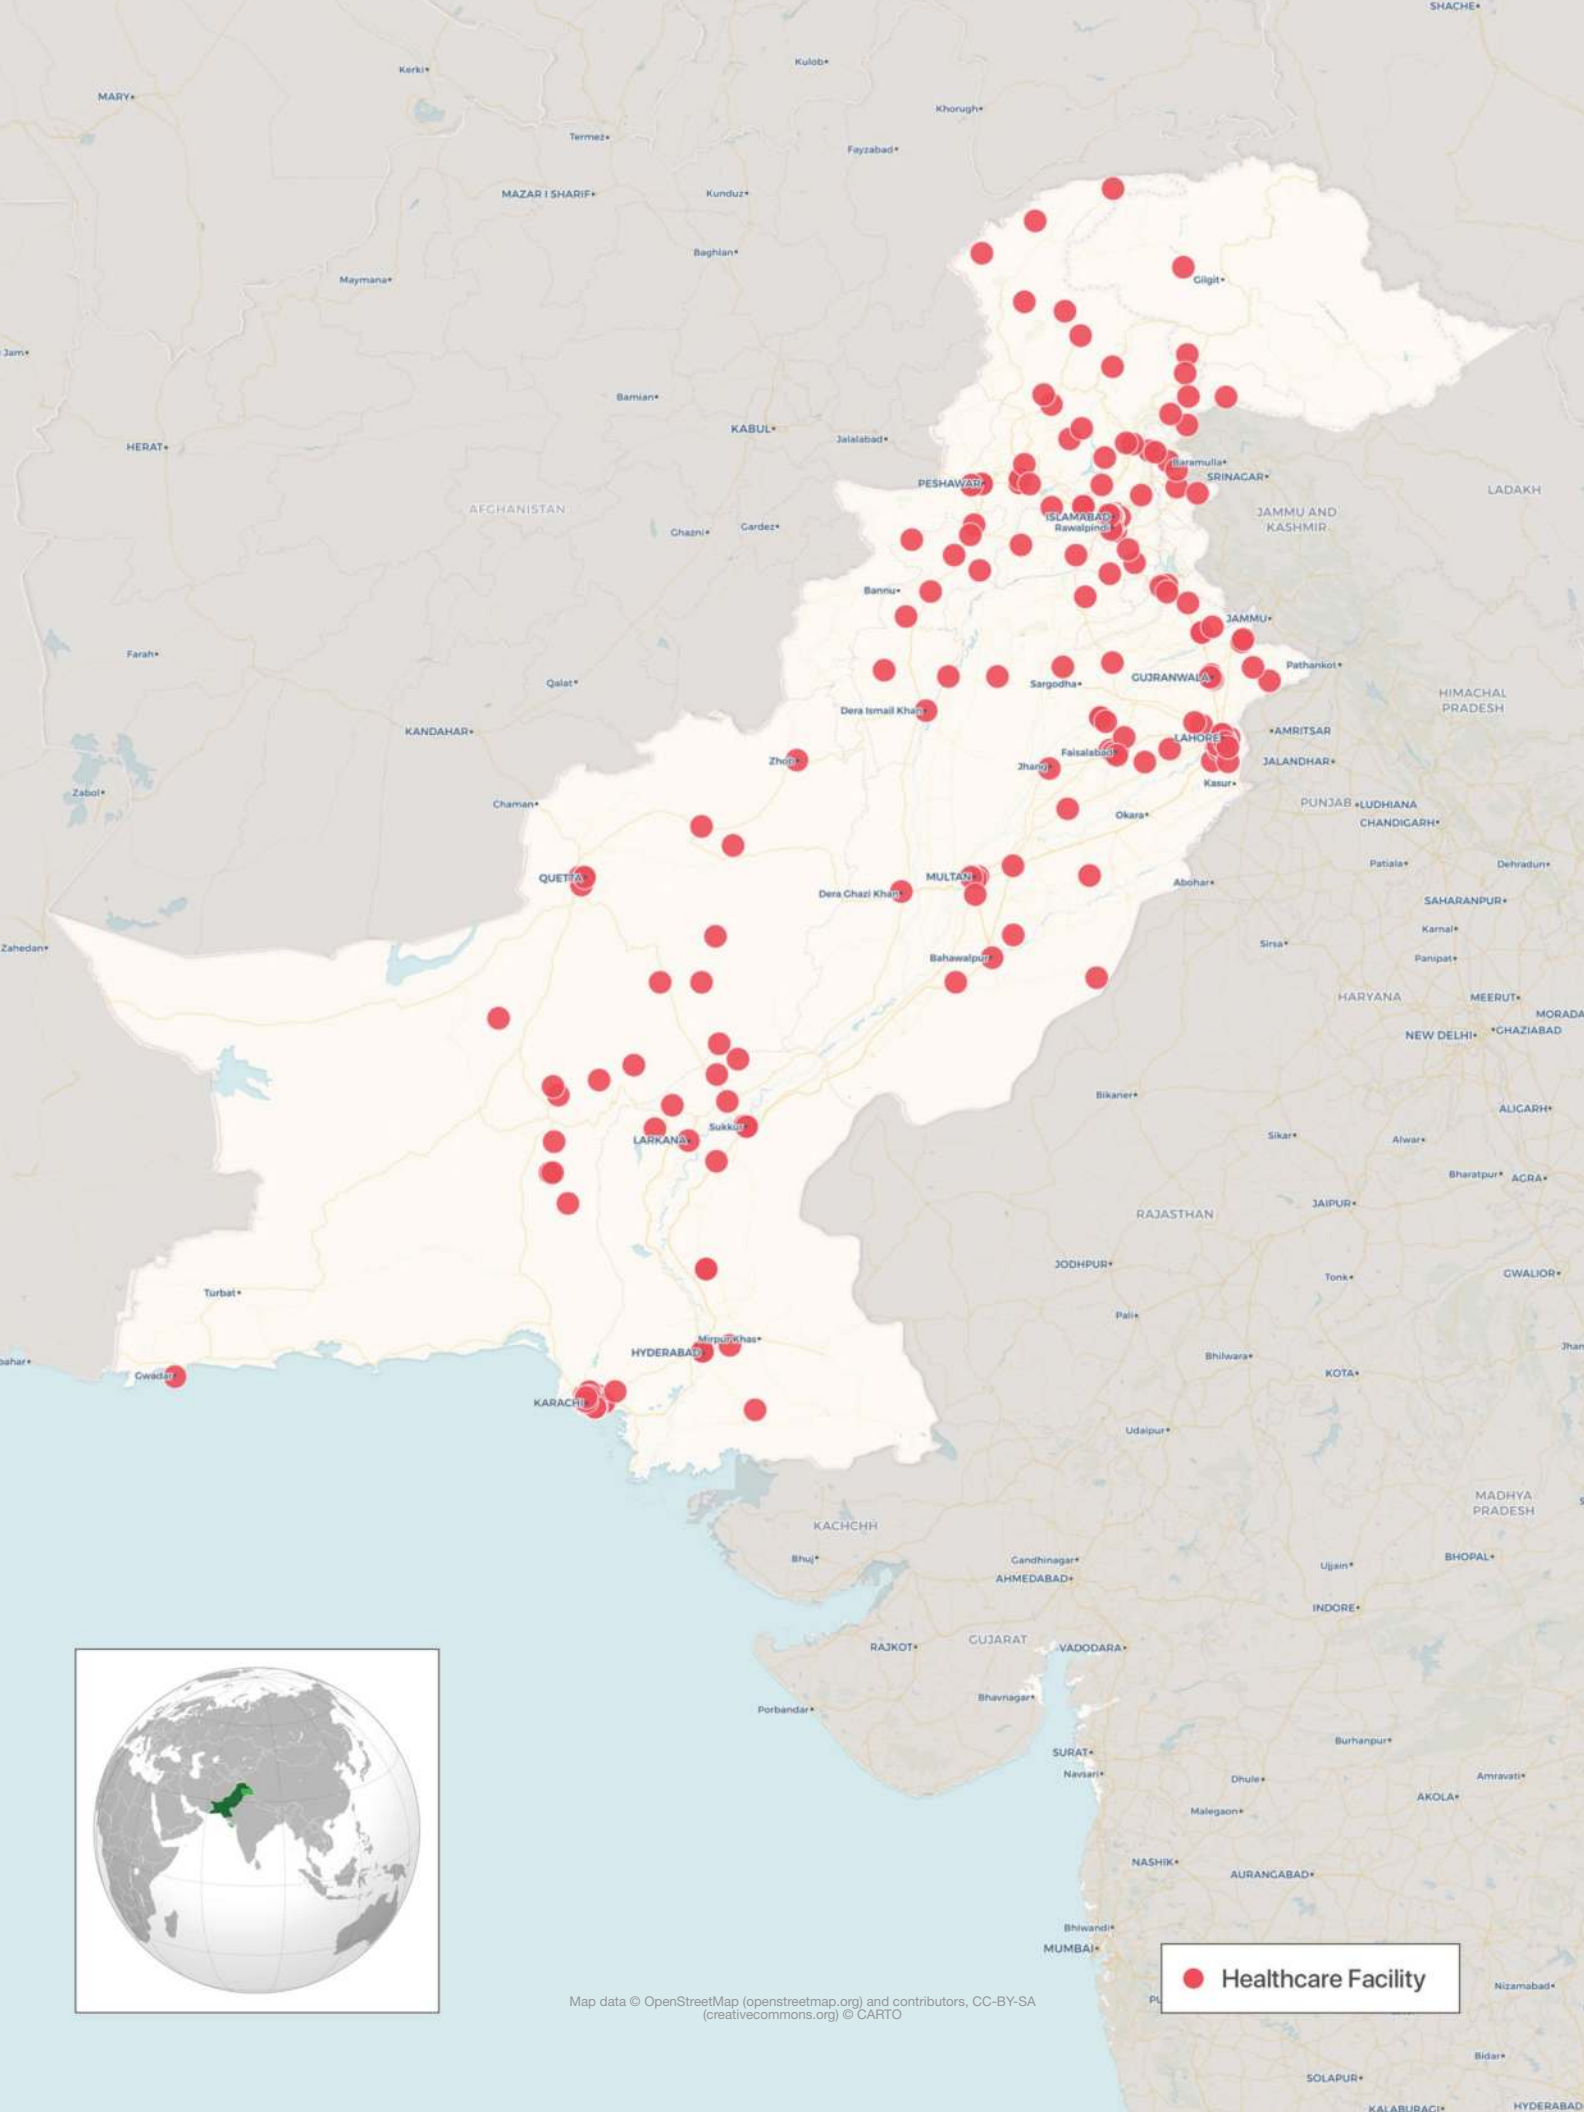 SHACHE
Kulob
Kerki
MARY
Khorugh
Termez
Fayzabad
MAZAR I SHARIF
Kunduz
Baghlan
Maymana
Gilgit
Jam
Bamian
KABUL
Jalalabad
HERAT
Baramulla
SRINAGAR
PESHAWAR
LADAKH
AFGHANISTAN
JAMMU AND
KASHMIR
ISLAMABAD
Rawalpindi
Ghazni
Gardez
Bannu
JAMMU
Farah
Pathankot
Qalat
Sargodha
GUJRANWALA
HIMACHAL
PRADESH
Dera Ismail Khan
KANDAHAR
AMRITSAR
LAHORE
Faisalabad
Zhob
Jhang
JALANDHAR
Kasur
Zabol
Chaman
PUNJAB
LUDHIANA
Okara
CHANDIGARH
Patiala
Dehradun
QUETTA
MULTAN
Abohar
Dera Ghazi Khan
SAHARANPUR
Karnal
Zahedan
Sirsa
Bahawalpur
Panipat
HARYANA
MEERUT
MORADA
NEW DELHI
GHAZIABAD
Bikaner
ALIGARH
Sukkur
LARKANA
Sikar
Alwar
Bharatpur
AGRA
JAIPUR
RAJASTHAN
JODHPUR
Tonk
GWALIOR
Turbat
Pali
Mirpur Khas
HYDERABAD
Jhan
bahar
Bhilwara
Gwadar
KOTA
KARACHI
Udaipur
MADHYA
PRADESH
KACHCHH
Bhuj
Gandhinagar
AHMEDABAD
Ujjain
BHOPAL
INDORE
RAJKOT
GUJARAT
VADODARA
Bhavnagar
Porbandar
Burhanpur
SURAT
Navsari
Dhule
Amravati
AKOLA
Malegaon
NASHIK
AURANGABAD
Bhiwandi
MUMBAI
Healthcare Facility
Nizamabad
PU
Map data © OpenStreetMap (openstreetmap.org) and contributors, CC-BY-SA
(creativecommons.org) © CARTO
Bidar
SOLAPUR
KALABURAGI
HYDERABAD